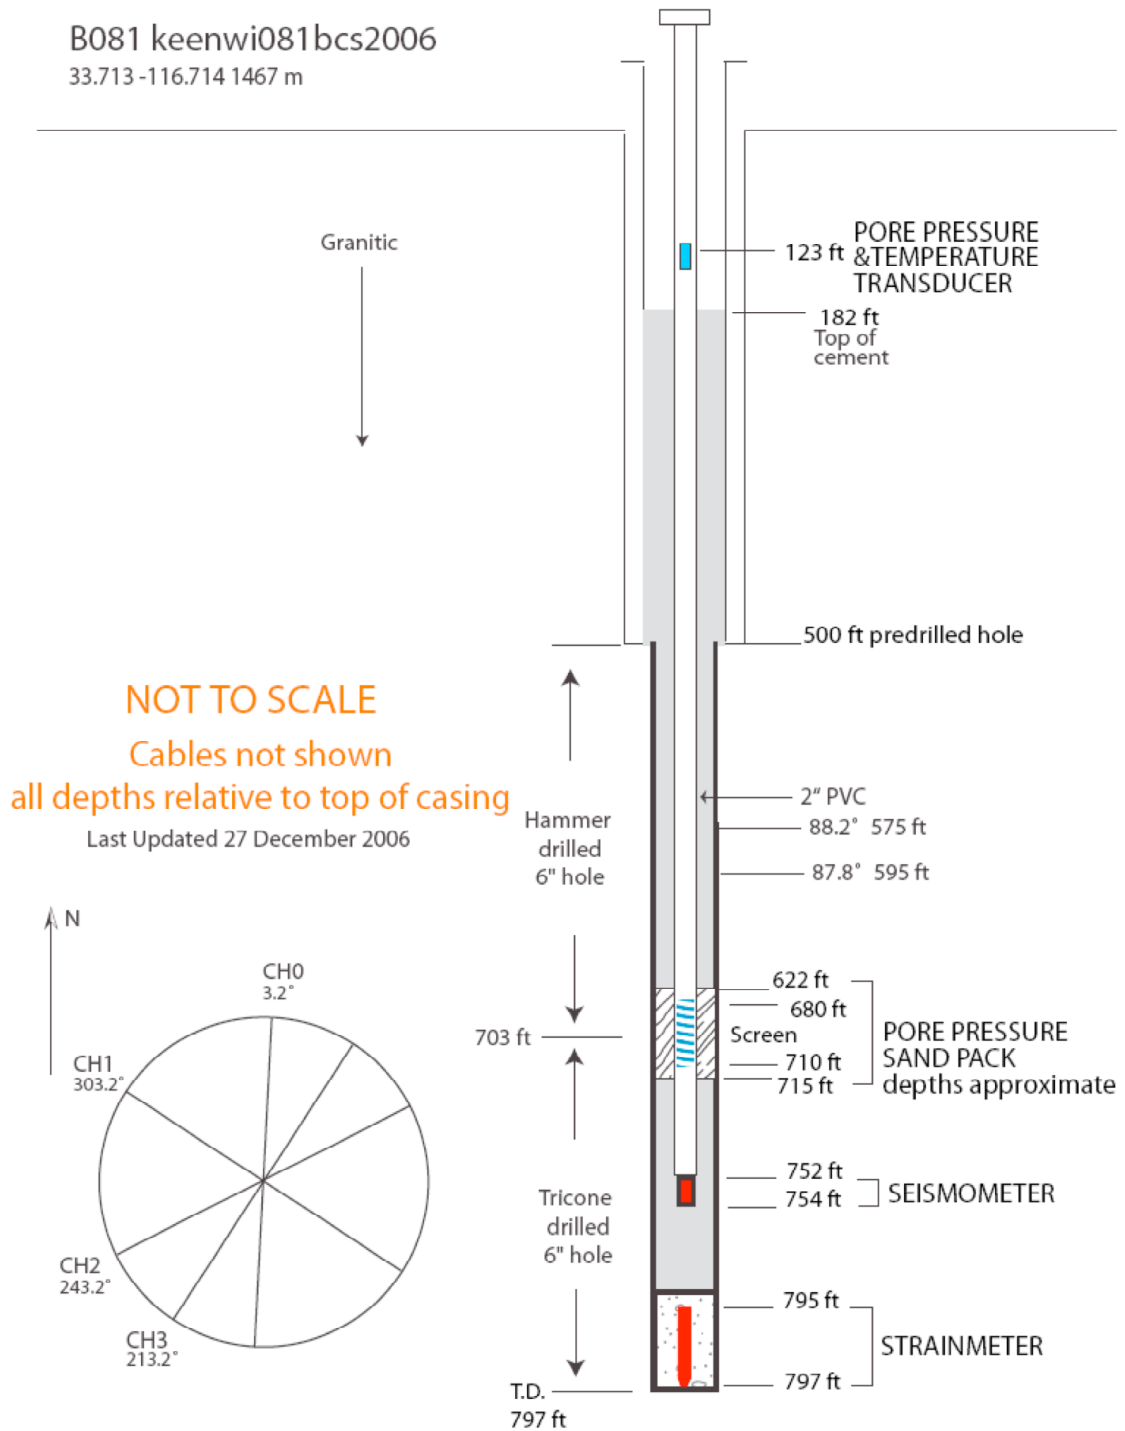 B081 keenwi081bcs2006
33.713 -116.714 1467 m
Granitic
123 ft
PORE PRESSURE
&TEMPERATURE
TRANSDUCER
182 ft
Top of
cement
500 ft predrilled hole
NOT TO SCALE
Cables not shown
all depths relative to top of casing
Last Updated 27 December 2006
Hammer
drilled
6" hole
2“ PVC
88.2° 575 ft
87.8° 595 ft
N
CH0
3.2°
CH1
303.2°
CH2
243.2°
CH3
213.2°
622 ft
680 ft
703 ft
Screen
710 ft
715 ft
PORE PRESSURE
SAND PACK
depths approximate
752 ft
754 ft
SEISMOMETER
Tricone
drilled
6" hole
795 ft
STRAINMETER
797 ft
T.D.
797 ft